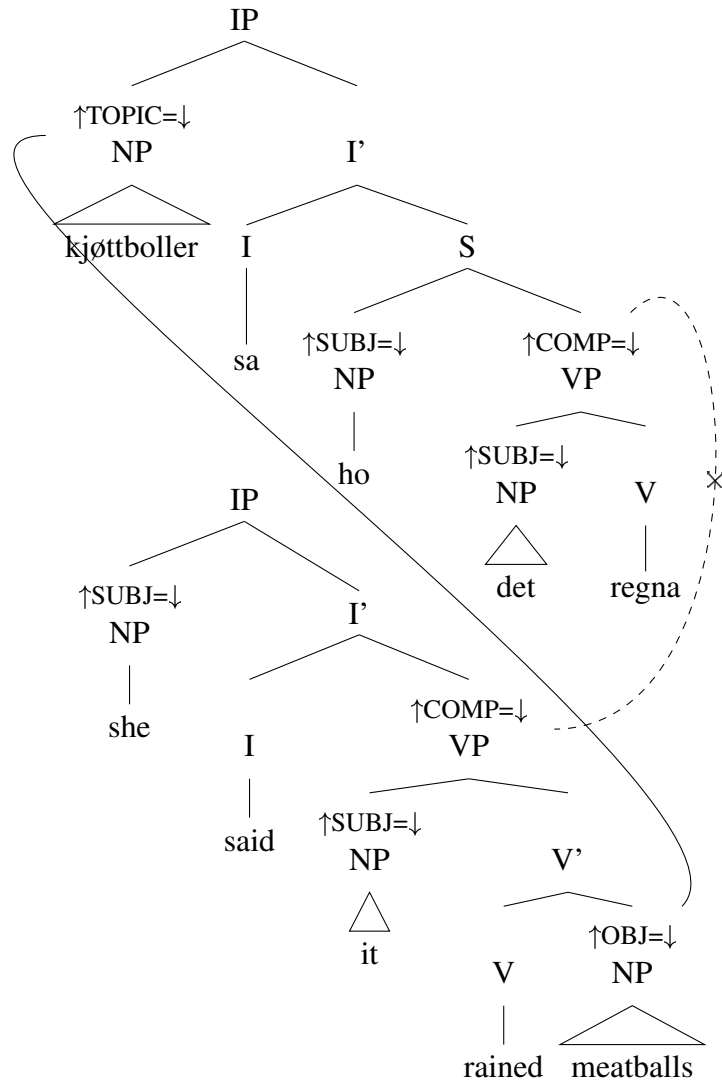 IP
↑TOPIC=↓
NP I'
kjøttboller I S
sa ↑SUBJ=↓ ↑COMP=↓
NP VP
ho ↑SUBJ=↓
NP V
det regna
IP
↑SUBJ=↓
NP I'
she ↑COMP=↓
I VP
said ↑SUBJ=↓
NP V'
it ↑OBJ=↓
V NP
rained meatballs